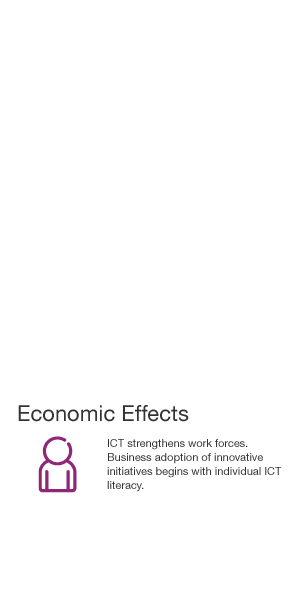 Economic Effects
ICT strengthens work forces.
Business adoption of innovative
initiatives begins with individual ICT
literacy.